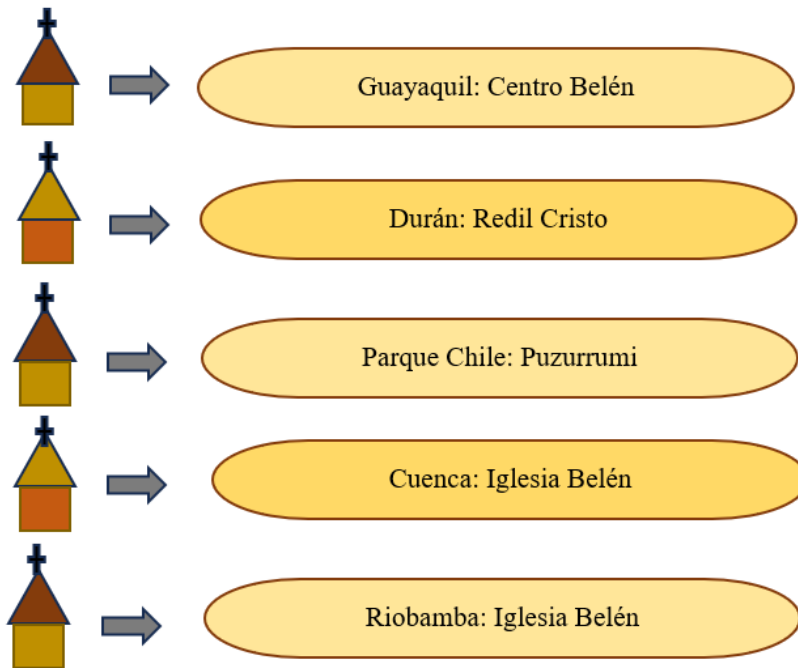 Guayaquil: Centro Belén
Durán: Redil Cristo
Parque Chile: Puzurrumi
Cuenca: Iglesia Belén
Riobamba: Iglesia Belén